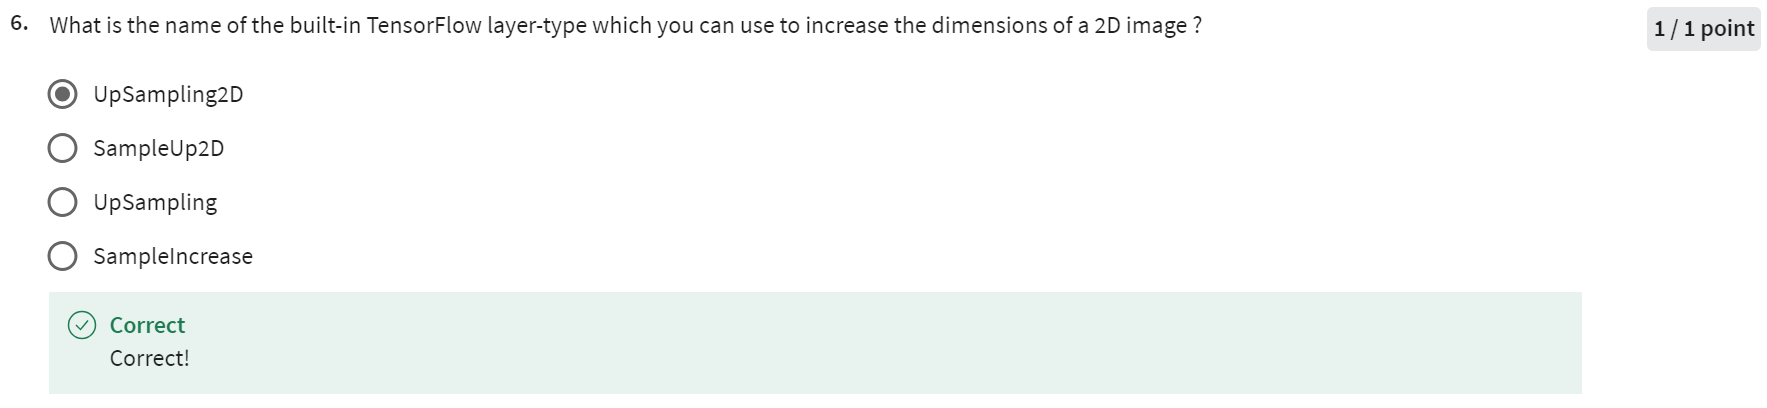 6. What is the name of the built-in TensorFlow layer-type which you can use to increase the dimensions of a 2D image ?
1 / 1 point
UpSampling2D
SampleUp2D
UpSampling
SampleIncrease
Correct
Correct!